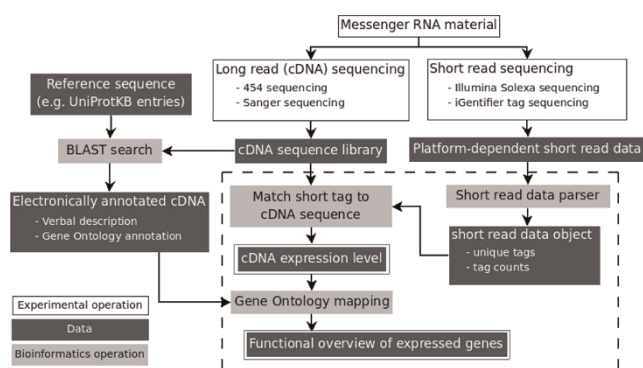 Messenger RNA material
Long read (cDNA) sequencing
- 454 sequencing
- Sanger sequencing
Short read sequencing
- Illumina Solexa sequencing
- iGentifier tag sequencing
Reference sequence
(e.g. UniProtKB entries)
BLAST search
cDNA sequence library
Platform-dependent short read data
Electronically annotated cDNA
- Verbal description
- Gene Ontology annotation
Match short tag to
cDNA sequence
Short read data parser
short read data object
- unique tags
- tag counts
cDNA expression level
Gene Ontology mapping
Functional overview of expressed genes
Experimental operation
Data
Bioinformatics operation